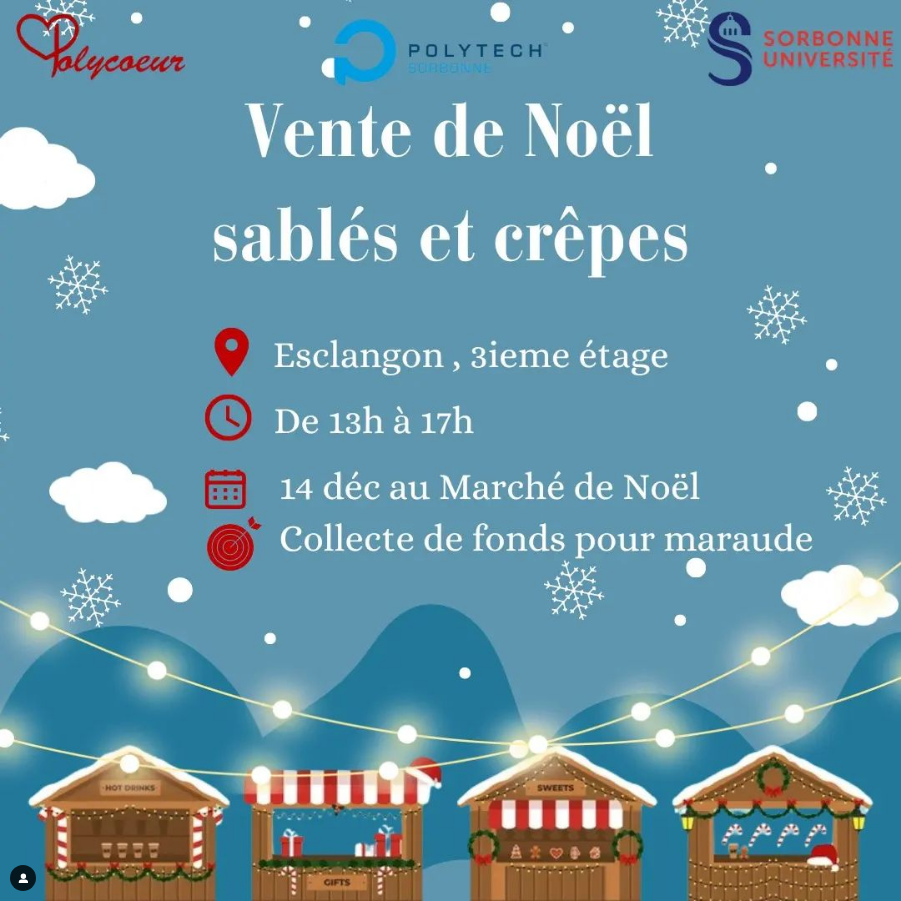 Polycoeur
POLYTECH
SORBONNE
SORBONNE
UNIVERSITÉ
Vente de Noël
sablés et crêpes
Esclangon , 3ieme étage
De 13h à 17h
14 déc au Marché de Noël
Collecte de fonds pour maraude
HOT DRINKS
SWEETS
GIFTS